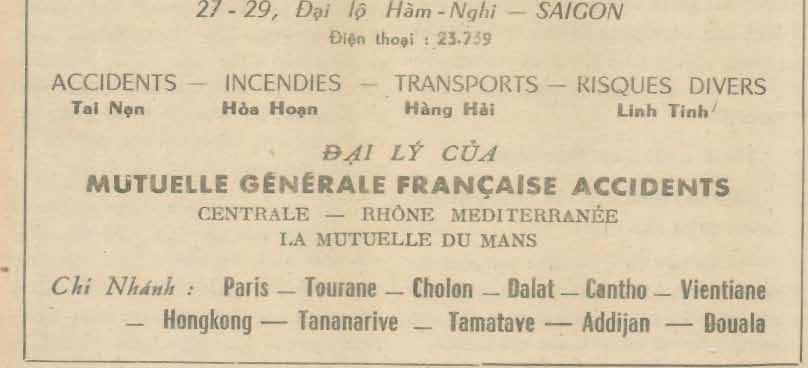 27 - 29, Đại lộ Hàm - Nghi — SAIGON
Điện thoại : 23.759
ACCIDENTS — INCENDIES — TRANSPORTS — RISQUES DIVERS
Tai Nạn Hỏa Hoạn Hàng Hải Linh Tinh
ĐẠI LÝ CỦA
MUTUELLE GÉNÉRALE FRANÇAISE ACCIDENTS
CENTRALE — RHÔNE MEDITERRANÉE
LA MUTUELLE DU MANS
Chi Nhánh : Paris — Tourane — Cholon — Dalat — Cantho — Vientiane
— Hongkong — Tananarive — Tamatave — Addijan — Douala